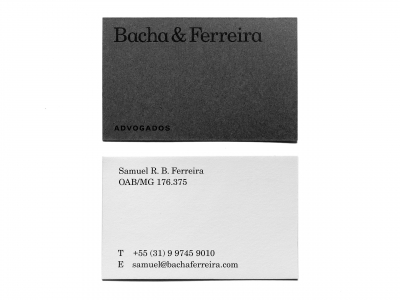 Bacha & Ferreira
ADVOGADOS
Samuel R. B. Ferreira
OAB/MG 176.375
T +55 (31) 9 9745 9010
E samuel@bachaferreira.com